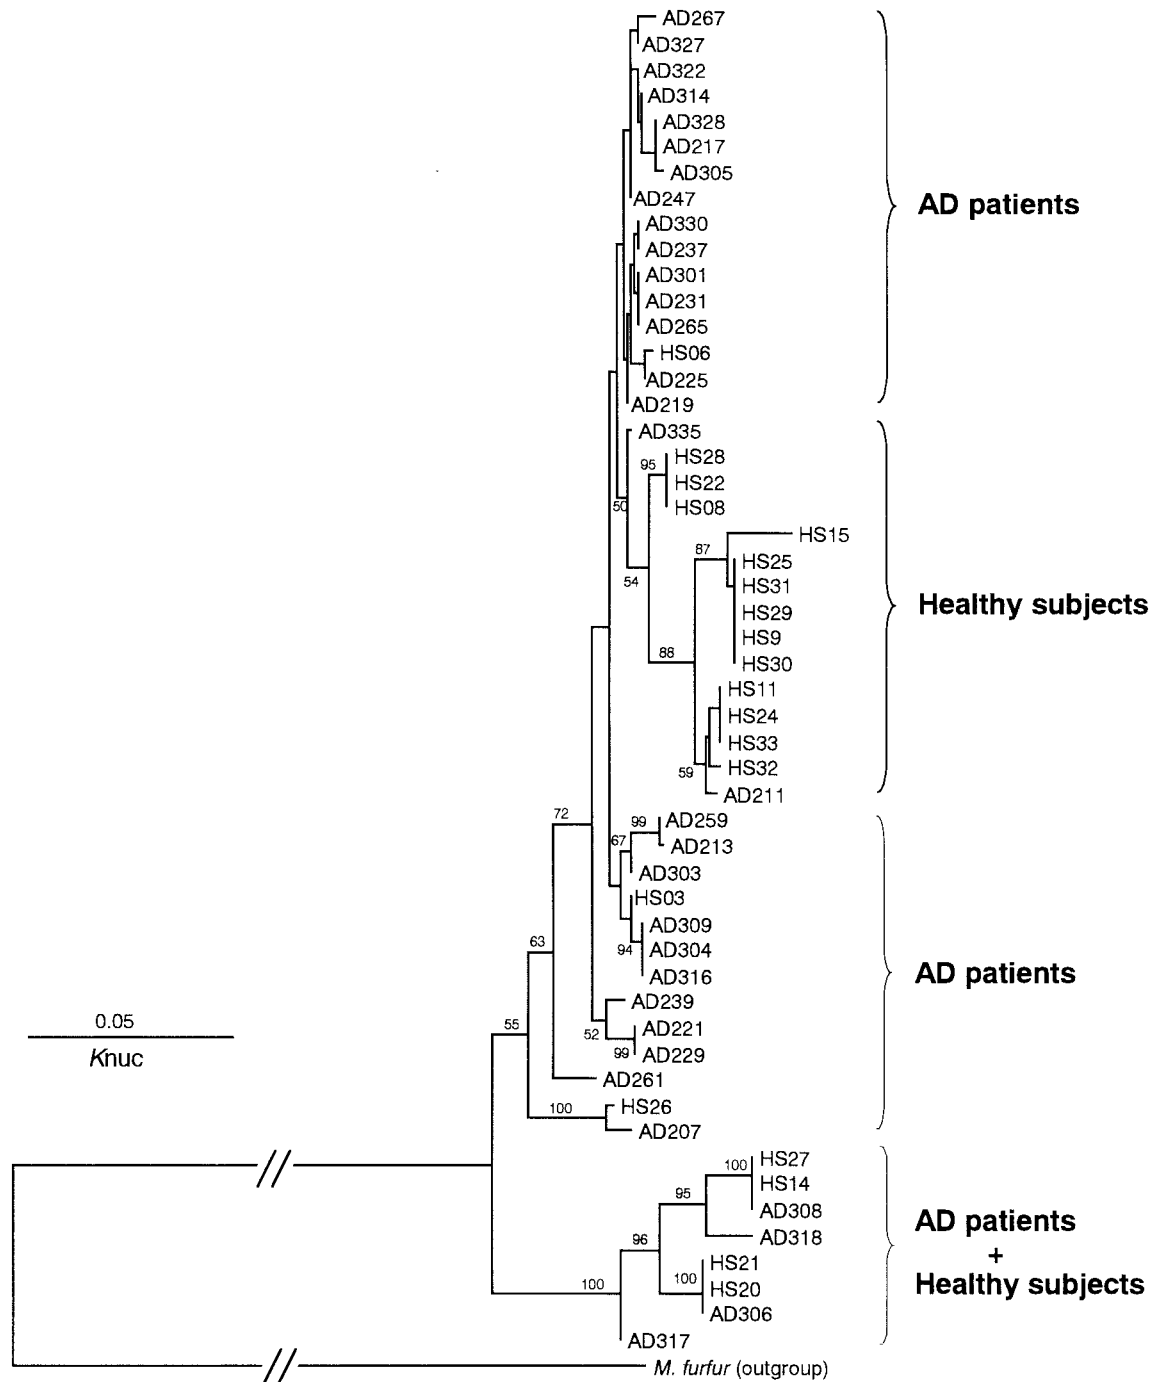 AD267
AD327
AD322
AD314
AD328
AD217
AD305
AD247
AD330
AD237
AD301
AD231
AD265
HS06
AD225
AD219
AD patients
AD335
95
HS28
HS22
HS08
50
HS15
87
HS25
HS31
HS29
HS9
HS30
54
88
HS11
HS24
HS33
HS32
59
AD211
Healthy subjects
72
99
AD259
AD213
67
AD303
HS03
AD309
94
AD304
AD316
63
AD239
55
52
AD221
99
AD229
AD261
100
HS26
AD207
AD patients
0.05
Knuc
100
HS27
HS14
95
AD308
AD318
96
HS21
100
HS20
100
AD306
AD317
AD patients
+
Healthy subjects
M. furfur (outgroup)